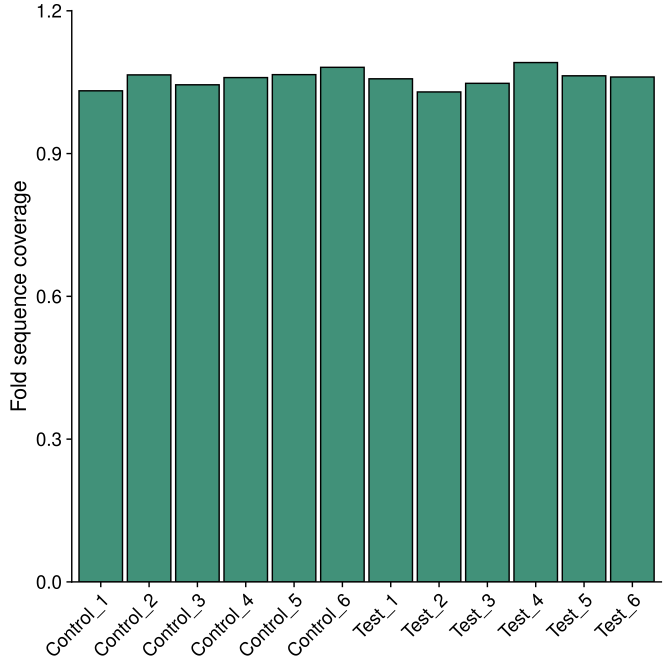 1.2
0.9
0.6
0.3
0.0
Fold sequence coverage
Control_1
Control_2
Control_3
Control_4
Control_5
Control_6
Test_1
Test_2
Test_3
Test_4
Test_5
Test_6